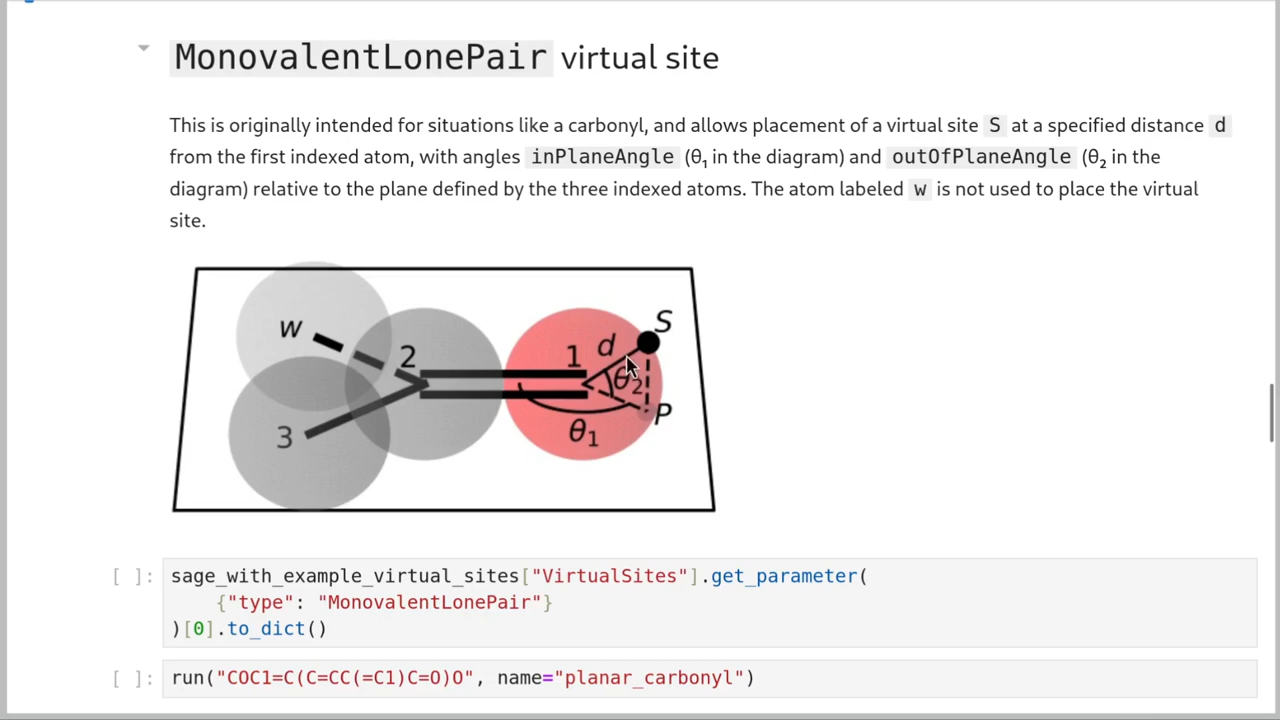 MonovalentLonePair virtual site
This is originally intended for situations like a carbonyl, and allows placement of a virtual site S at a specified distance d
from the first indexed atom, with angles inPlaneAngle (θ₁ in the diagram) and outOfPlaneAngle (θ₂ in the
diagram) relative to the plane defined by the three indexed atoms. The atom labeled w is not used to place the virtual
site.
w 2 1 d S
θ₂
3 θ₁ P
[ ]: sage_with_example_virtual_sites["VirtualSites"].get_parameter(
{"type": "MonovalentLonePair"}
)[0].to_dict()
[ ]: run("COC1=C(C=CC(=C1)C=O)O", name="planar_carbonyl")